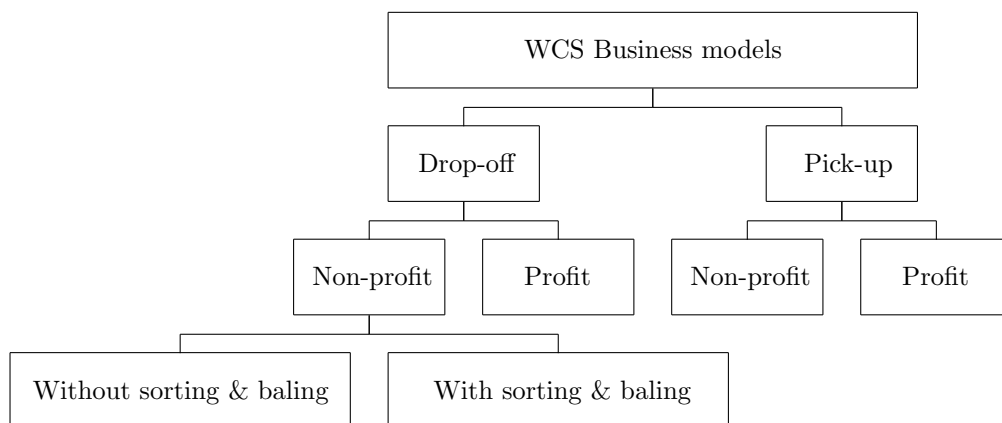 WCS Business models
Drop-off
Pick-up
Non-profit
Profit
Non-profit
Profit
Without sorting & baling
With sorting & baling